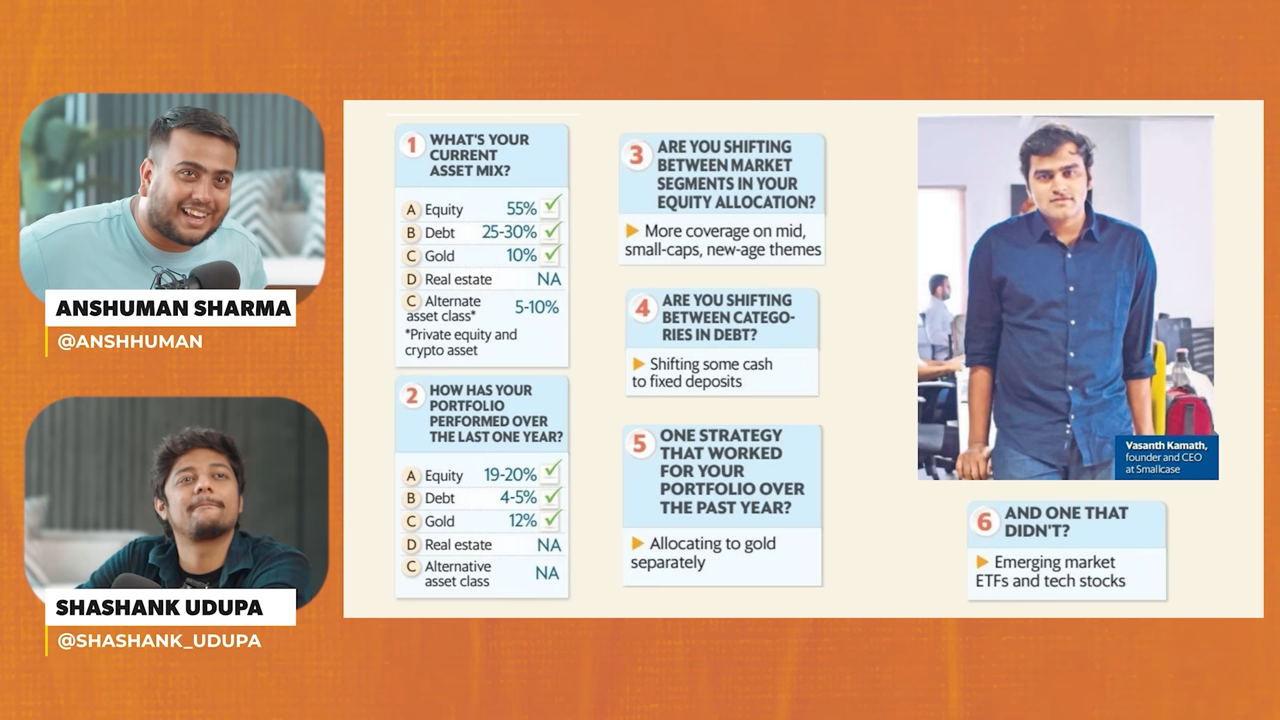 ANSHUMAN SHARMA
@ANSHHUMAN
SHASHANK UDUPA
@SHASHANK_UDUPA
1 WHAT'S YOUR
CURRENT
ASSET MIX?
A Equity 55% ✓
B Debt 25-30% ✓
C Gold 10% ✓
D Real estate NA
C Alternate
asset class* 5-10%
*Private equity and
crypto asset
2 HOW HAS YOUR
PORTFOLIO
PERFORMED OVER
THE LAST ONE YEAR?
A Equity 19-20% ✓
B Debt 4-5% ✓
C Gold 12% ✓
D Real estate NA
C Alternative
asset class NA
3 ARE YOU SHIFTING
BETWEEN MARKET
SEGMENTS IN YOUR
EQUITY ALLOCATION?
▶ More coverage on mid,
small-caps, new-age themes
4 ARE YOU SHIFTING
BETWEEN CATEGO-
RIES IN DEBT?
▶ Shifting some cash
to fixed deposits
5 ONE STRATEGY
THAT WORKED
FOR YOUR
PORTFOLIO OVER
THE PAST YEAR?
▶ Allocating to gold
separately
Vasanth Kamath,
founder and CEO
at Smallcase
6 AND ONE THAT
DIDN'T?
▶ Emerging market
ETFs and tech stocks